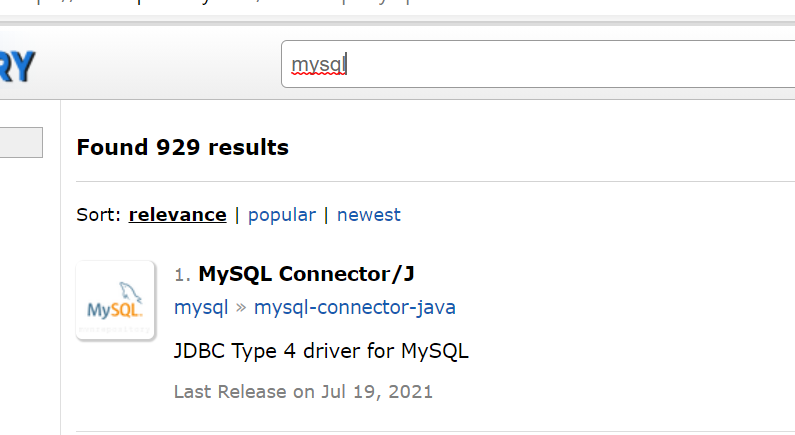 RY
mysql
Found 929 results
Sort: relevance | popular | newest
MySQL
1. MySQL Connector/J
mysql » mysql-connector-java
JDBC Type 4 driver for MySQL
Last Release on Jul 19, 2021